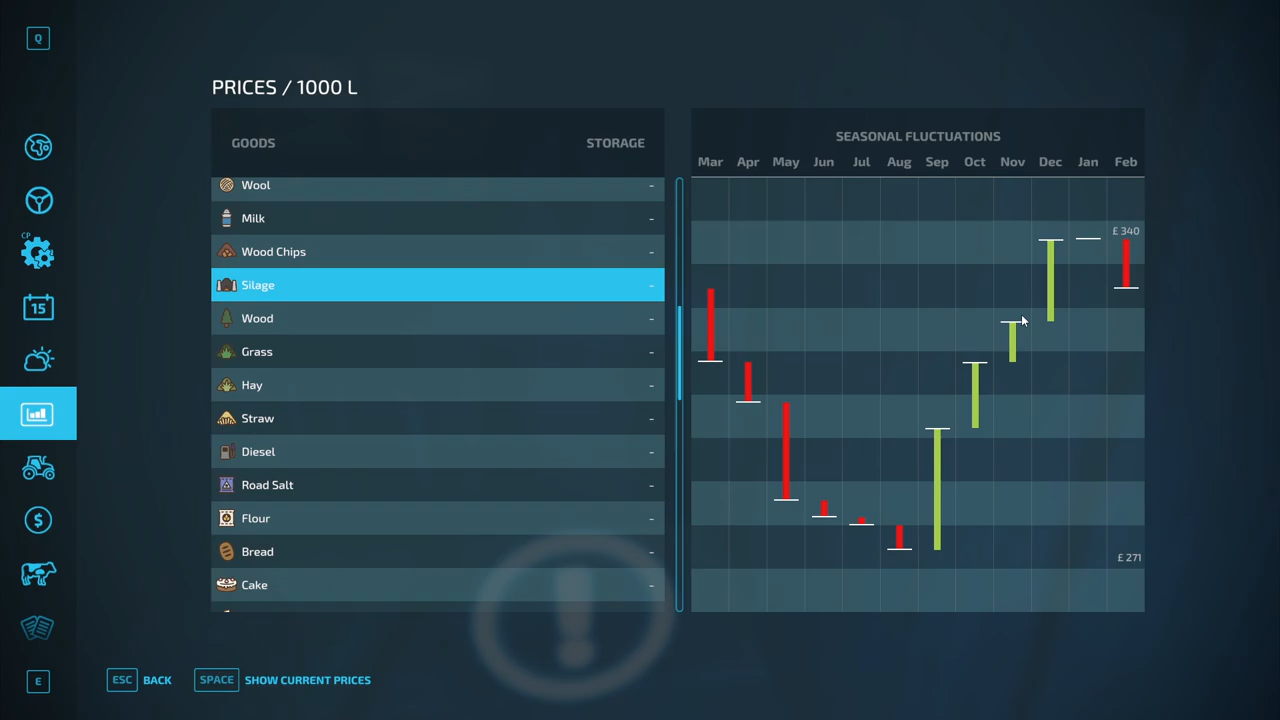 Q
PRICES / 1000 L
GOODS STORAGE
SEASONAL FLUCTUATIONS
Mar Apr May Jun Jul Aug Sep Oct Nov Dec Jan Feb
Wool -
Milk -
£ 340
CP
Wood Chips -
Silage -
15
Wood -
Grass -
Hay -
Straw -
Diesel -
Road Salt -
Flour -
$
Bread -
£ 271
Cake -
E
ESC BACK SPACE SHOW CURRENT PRICES